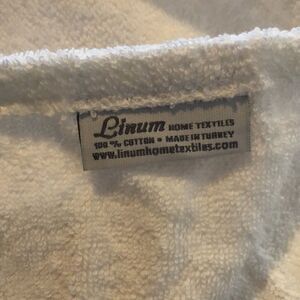 Linum HOME TEXTILES
100 % COTTON • MADE IN TURKEY
www.linumhometextiles.com